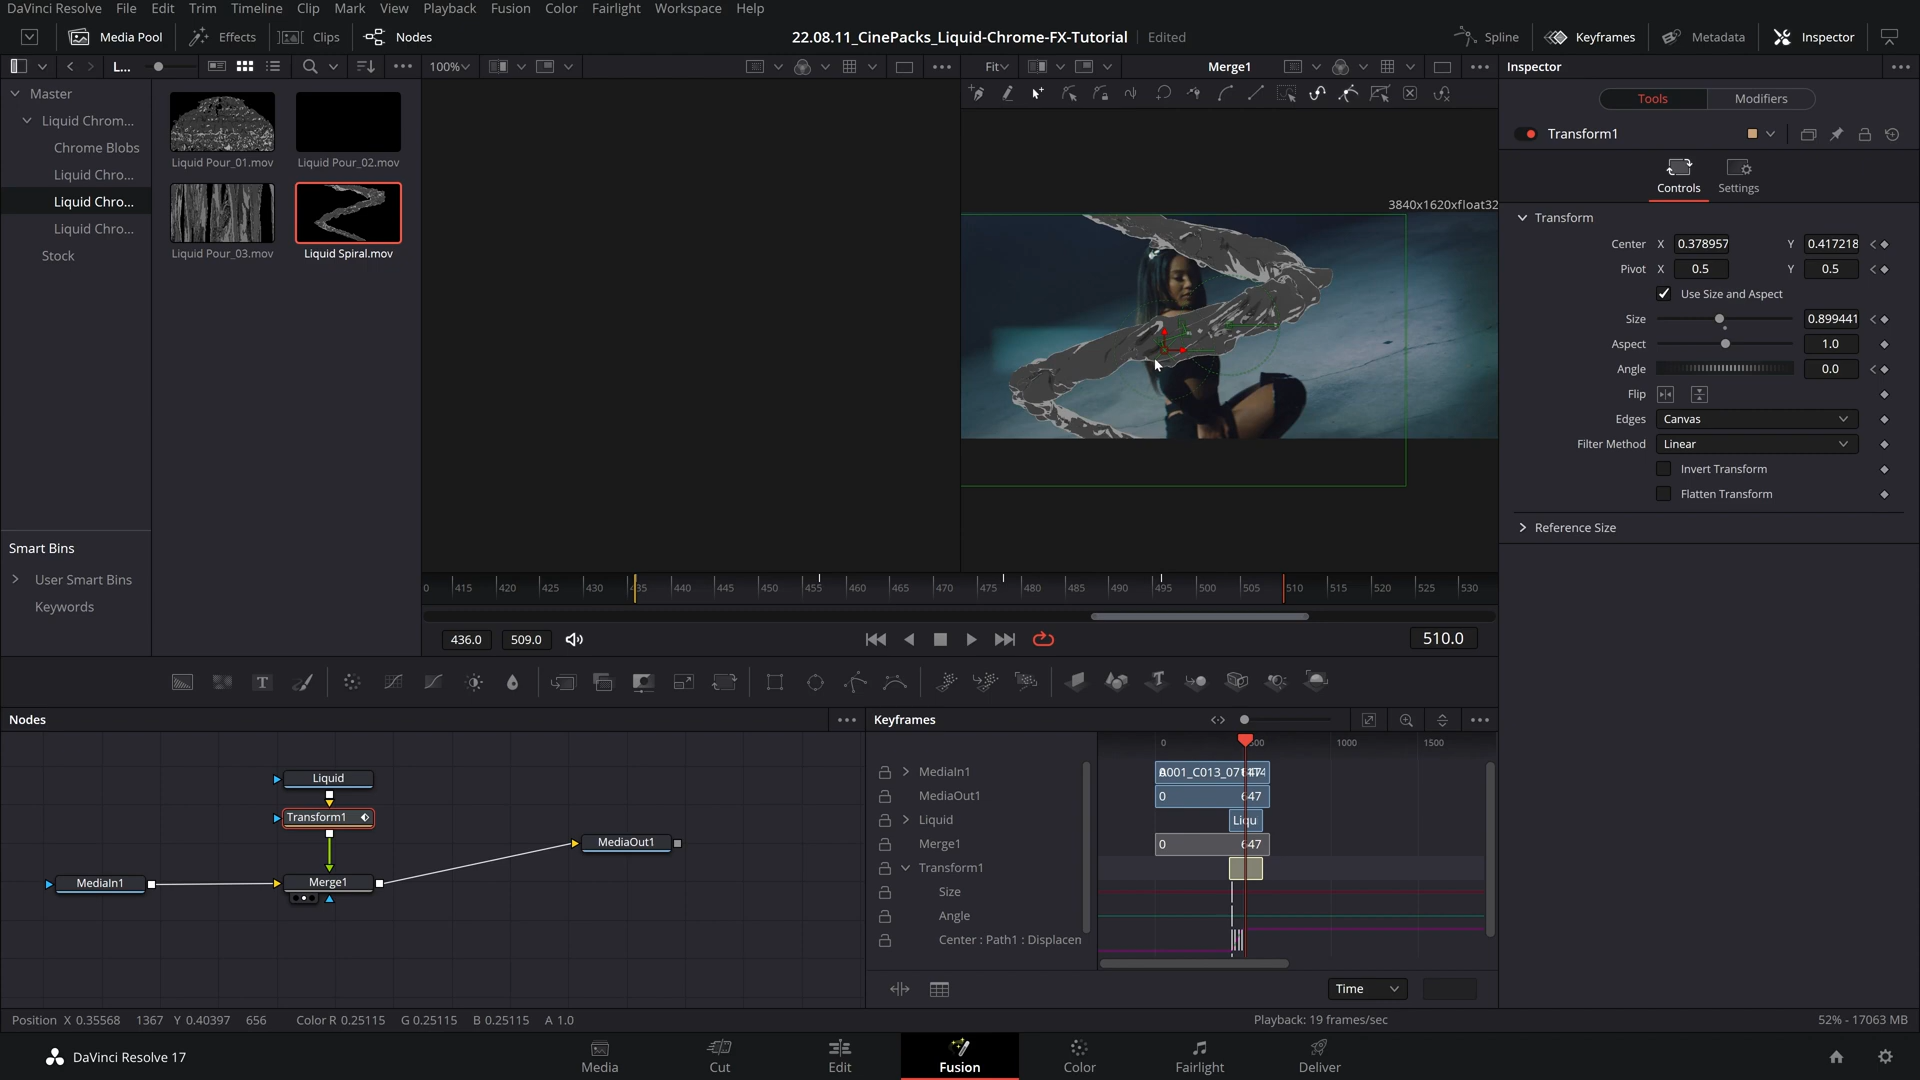 DaVinci Resolve File Edit Trim Timeline Clip Mark View Playback Fusion Color Fairlight Workspace Help
Media Pool Effects Clips Nodes 22.08.11_CinePacks_Liquid-Chrome-FX-Tutorial Edited Spline Keyframes Metadata Inspector
L... 100% Fit Merge1 Inspector
Master
Liquid Chrom...
Chrome Blobs
Liquid Chro...
Liquid Chro...
Liquid Chro...
Stock
Liquid Pour_01.mov Liquid Pour_02.mov
Liquid Pour_03.mov Liquid Spiral.mov
Smart Bins
User Smart Bins
Keywords
3840x1620xfloat32
Tools Modifiers
Transform1
Controls Settings
Transform
Center X 0.378957 Y 0.417218
Pivot X 0.5 Y 0.5
Use Size and Aspect
Size 0.899441
Aspect 1.0
Angle 0.0
Flip
Edges Canvas
Filter Method Linear
Invert Transform
Flatten Transform
Reference Size
0 415 420 425 430 435 440 445 450 455 460 465 470 475 480 485 490 495 500 505 510 515 520 525 530
436.0 509.0 510.0
T
Nodes
Liquid
Transform1
MediaIn1
Merge1
MediaOut1
Keyframes
0 500 1000 1500
MediaIn1
MediaOut1 0 647
Liquid Liqu
Merge1 0 647
Transform1
Size
Angle
Center : Path1 : Displacen
Time
Position X 0.35568 1367 Y 0.40397 656 Color R 0.25115 G 0.25115 B 0.25115 A 1.0 Playback: 19 frames/sec 52% - 17063 MB
DaVinci Resolve 17 Media Cut Edit Fusion Color Fairlight Deliver